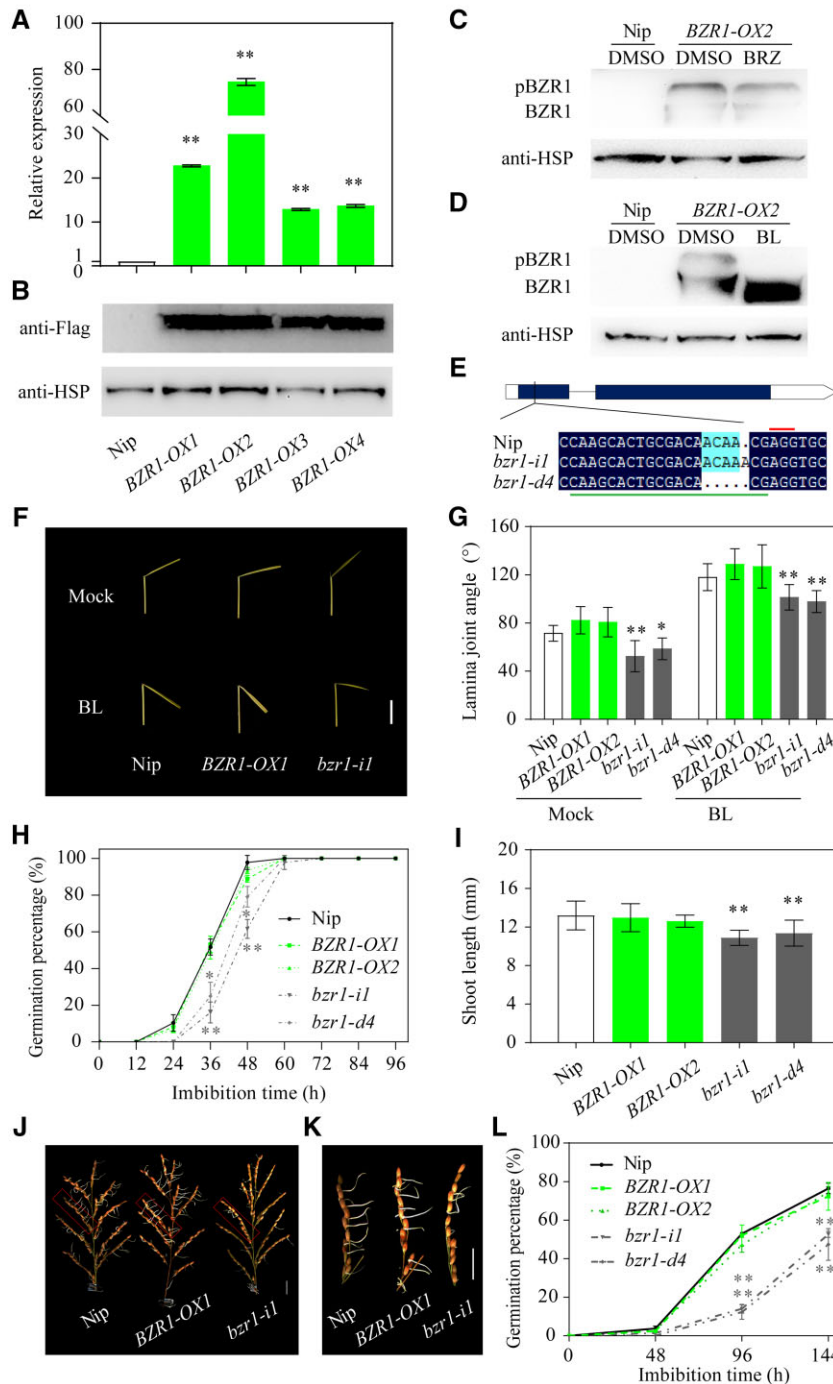 A
Relative expression
**
**
**
**
80
60
30
20
10
1
0
B
anti-Flag
anti-HSP
Nip
BZR1-OX1
BZR1-OX2
BZR1-OX3
BZR1-OX4
C
Nip BZR1-OX2
DMSO DMSO BRZ
pBZR1
BZR1
anti-HSP
D
Nip BZR1-OX2
DMSO DMSO BL
pBZR1
BZR1
anti-HSP
E
Nip CCAAGCACTGCGACAACAA.CGAGGTGC
bzr1-i1 CCAAGCACTGCGACAACAAACGAGGTGC
bzr1-d4 CCAAGCACTGCGACA.....CGAGGTGC
F
Mock
BL
Nip BZR1-OX1 bzr1-i1
G
Lamina joint angle (°)
160
120
80
40
0
** *
** **
Nip
BZR1-OX1
BZR1-OX2
bzr1-i1
bzr1-d4
Nip
BZR1-OX1
BZR1-OX2
bzr1-i1
bzr1-d4
Mock BL
H
Germination percentage (%)
100
80
60
40
20
0
Nip
BZR1-OX1
BZR1-OX2
bzr1-i1
bzr1-d4
*
**
*
**
0 12 24 36 48 60 72 84 96
Imbibition time (h)
I
Shoot length (mm)
20
16
12
8
4
0
** **
Nip
BZR1-OX1
BZR1-OX2
bzr1-i1
bzr1-d4
J
Nip
BZR1-OX1
bzr1-i1
K
Nip
BZR1-OX1
bzr1-i1
L
Germination percentage (%)
80
60
40
20
0
Nip
BZR1-OX1
BZR1-OX2
bzr1-i1
bzr1-d4
**
**
**
**
0 48 96 144
Imbibition time (h)